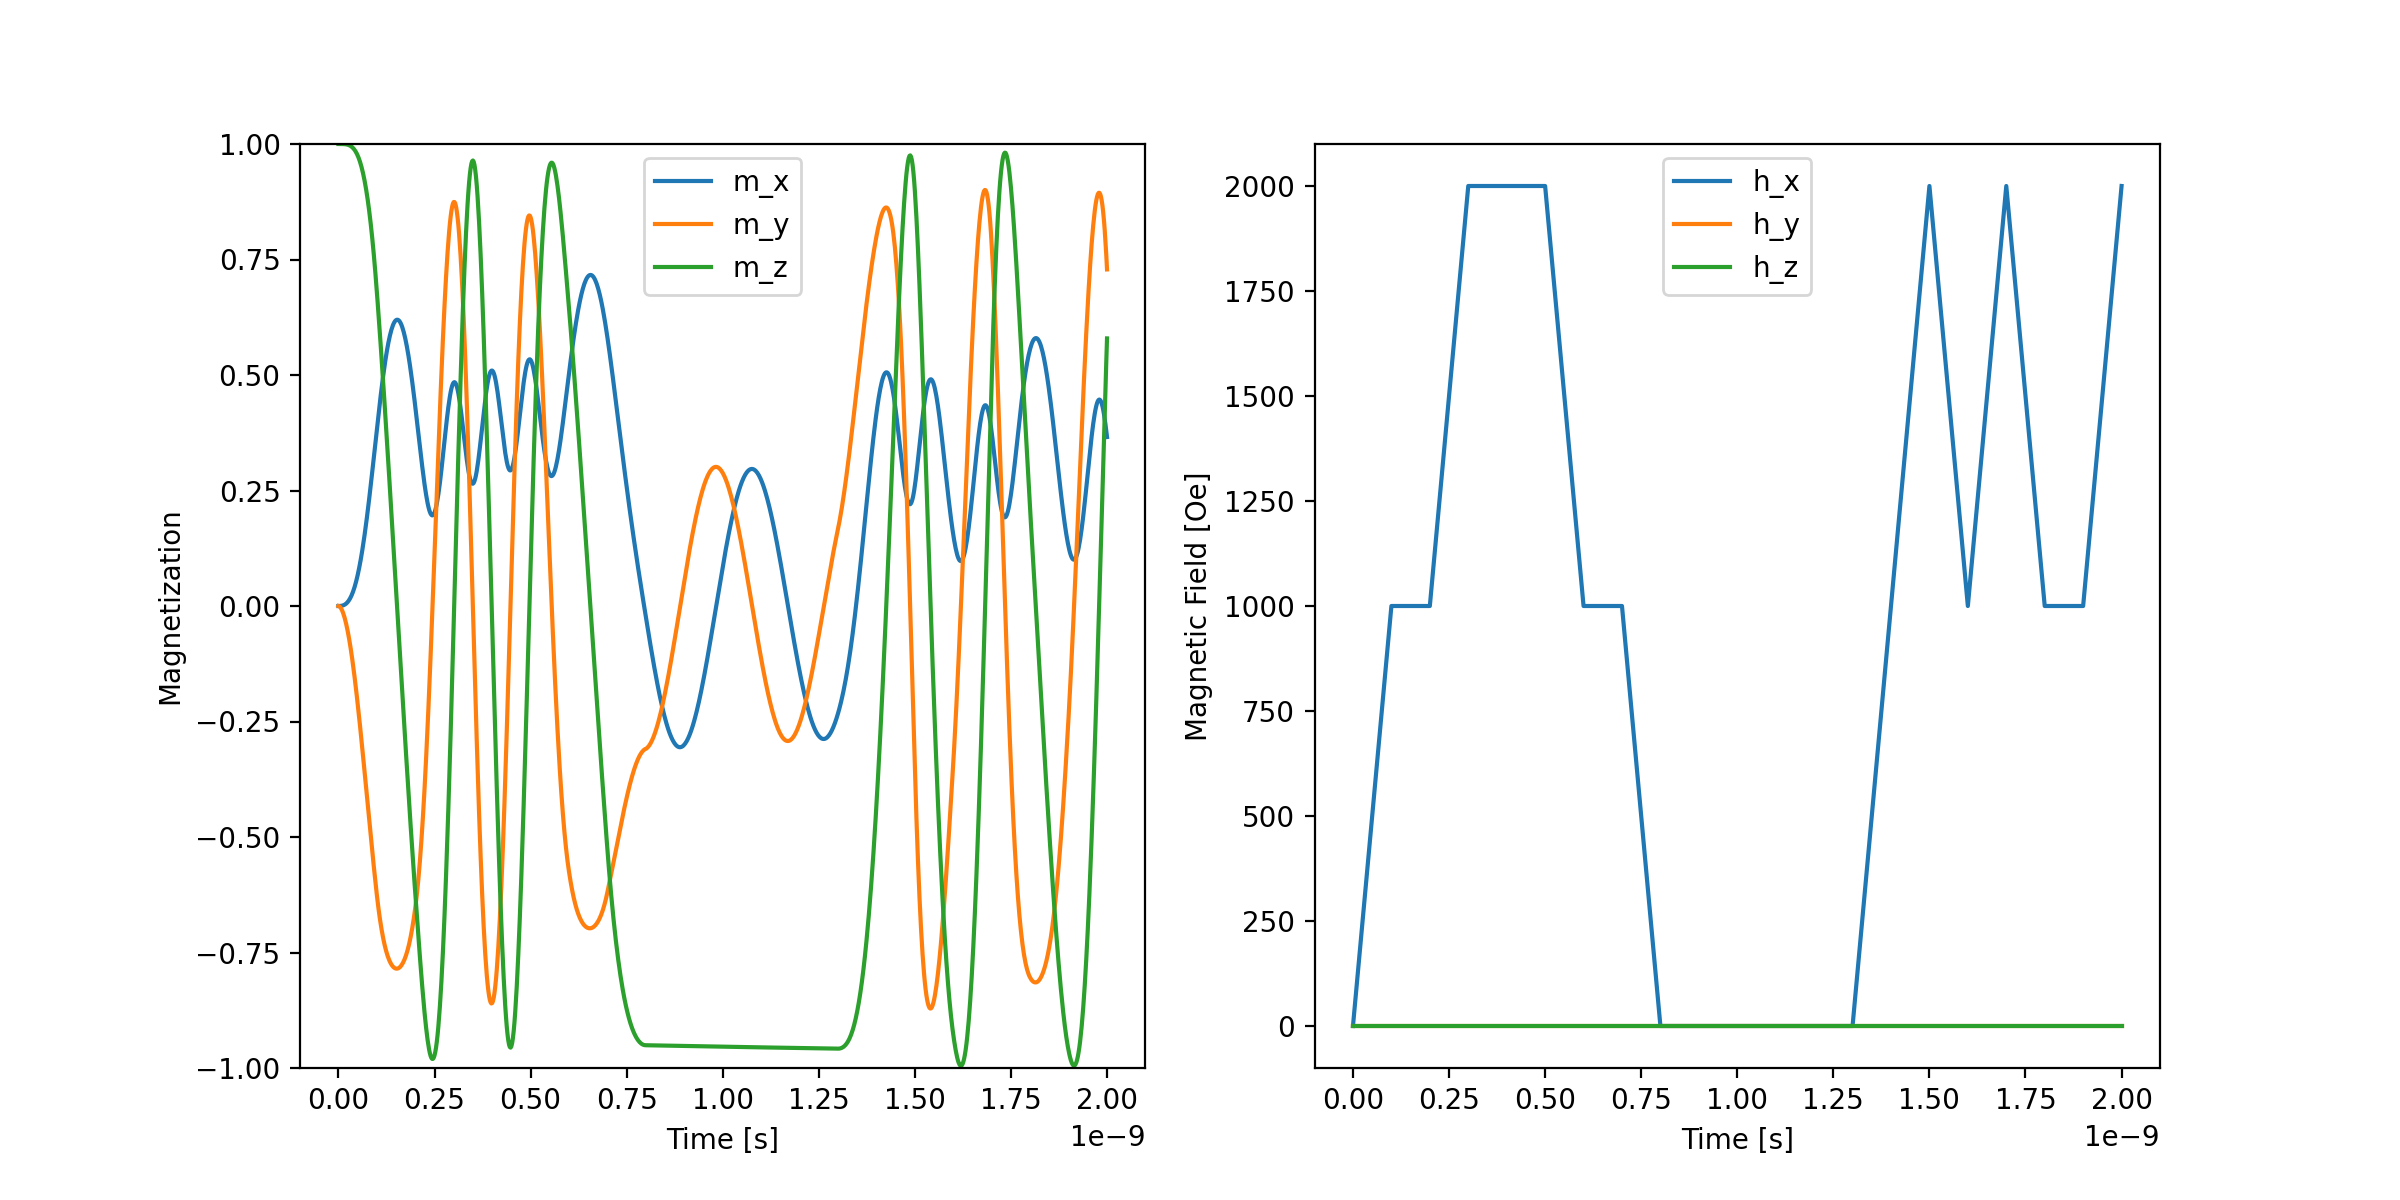 Magnetization
1.00
0.75
0.50
0.25
0.00
−0.25
−0.50
−0.75
−1.00
m_x
m_y
m_z
0.00 0.25 0.50 0.75 1.00 1.25 1.50 1.75 2.00
Time [s]
1e−9
Magnetic Field [Oe]
2000
1750
1500
1250
1000
750
500
250
0
h_x
h_y
h_z
0.00 0.25 0.50 0.75 1.00 1.25 1.50 1.75 2.00
Time [s]
1e−9